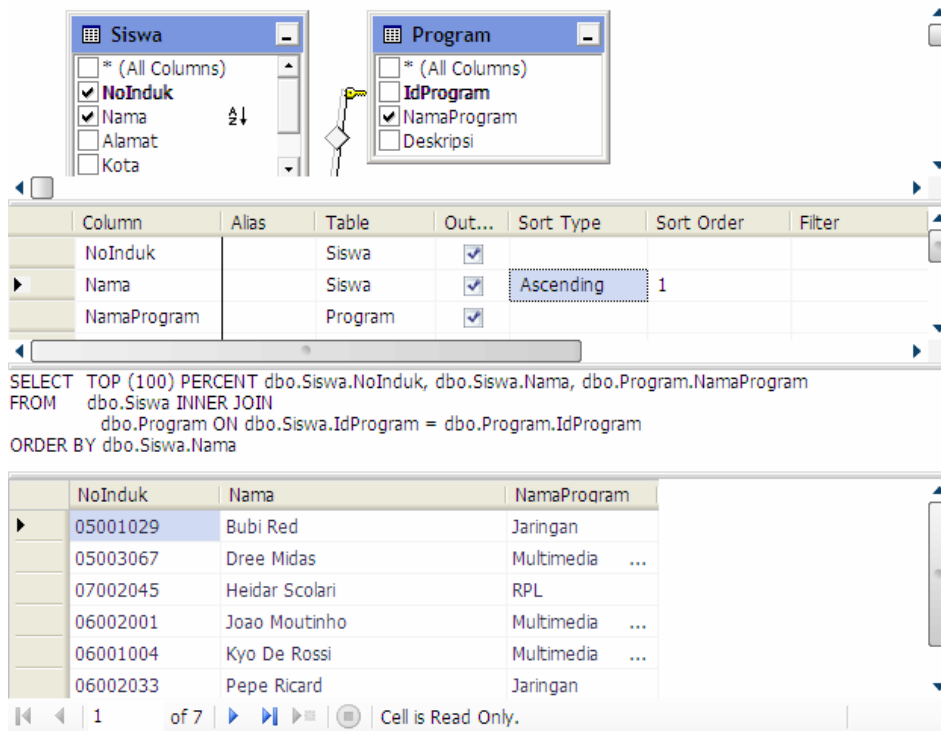 Siswa
* (All Columns)
NoInduk
Nama
Alamat
Kota
Program
* (All Columns)
IdProgram
NamaProgram
Deskripsi
Column Alias Table Out... Sort Type Sort Order Filter
NoInduk Siswa
Nama Siswa Ascending 1
NamaProgram Program
SELECT TOP (100) PERCENT dbo.Siswa.NoInduk, dbo.Siswa.Nama, dbo.Program.NamaProgram
FROM dbo.Siswa INNER JOIN
dbo.Program ON dbo.Siswa.IdProgram = dbo.Program.IdProgram
ORDER BY dbo.Siswa.Nama
NoInduk Nama NamaProgram
05001029 Bubi Red Jaringan
05003067 Dree Midas Multimedia ...
07002045 Heidar Scolari RPL
06002001 Joao Moutinho Multimedia ...
06001004 Kyo De Rossi Multimedia ...
06002033 Pepe Ricard Jaringan
1 of 7 Cell is Read Only.